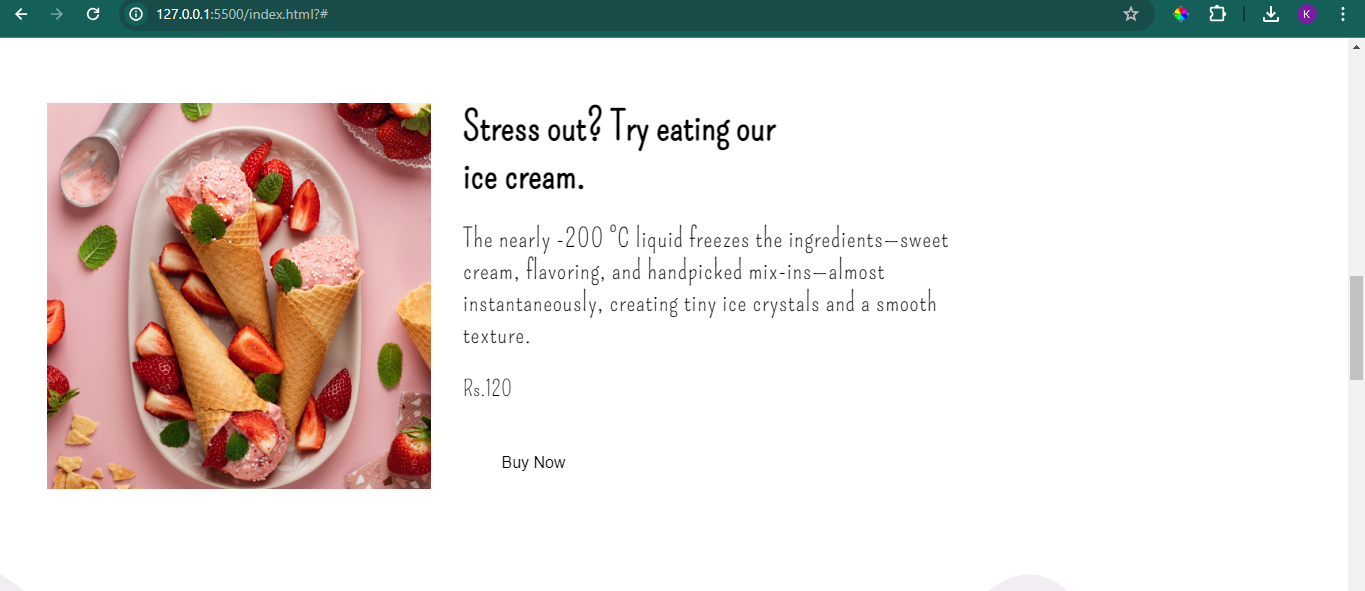 127.0.0.1:5500/index.html?#
K
Stress out? Try eating our
ice cream.
The nearly -200 °C liquid freezes the ingredients—sweet
cream, flavoring, and handpicked mix-ins—almost
instantaneously, creating tiny ice crystals and a smooth
texture.
Rs.120
Buy Now